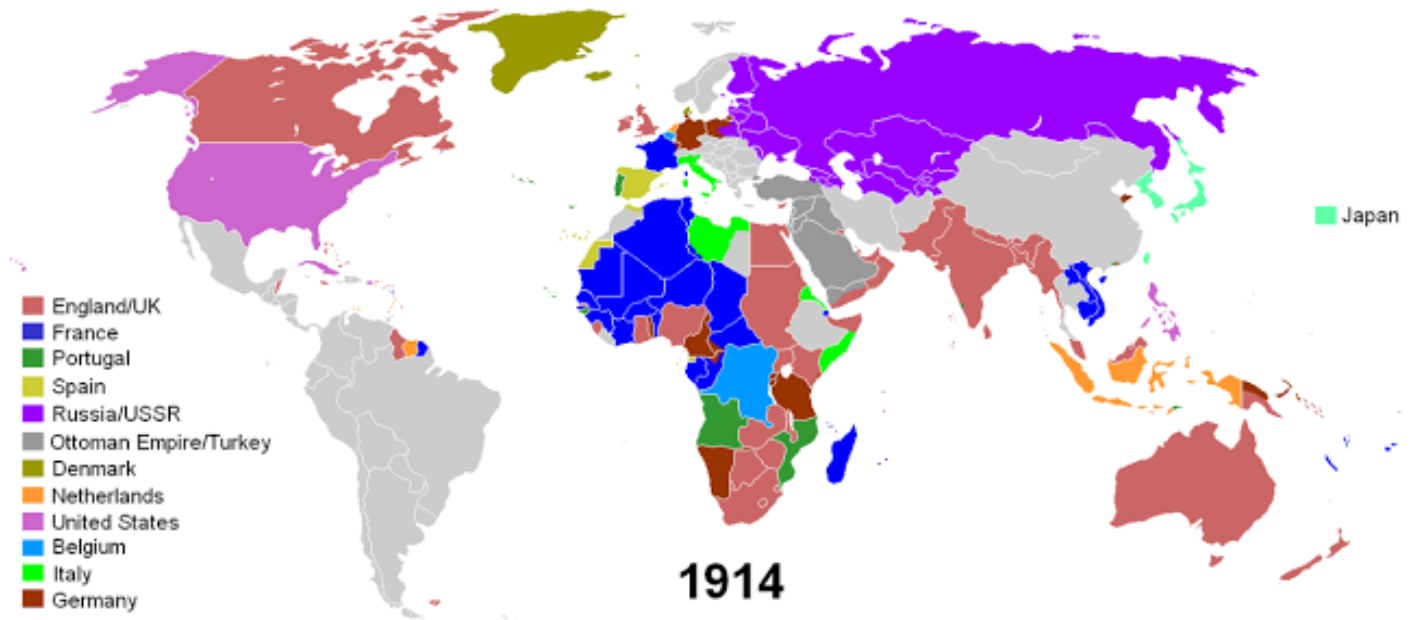 Japan
England/UK
France
Portugal
Spain
Russia/USSR
Ottoman Empire/Turkey
Denmark
Netherlands
United States
Belgium
Italy
Germany
1914